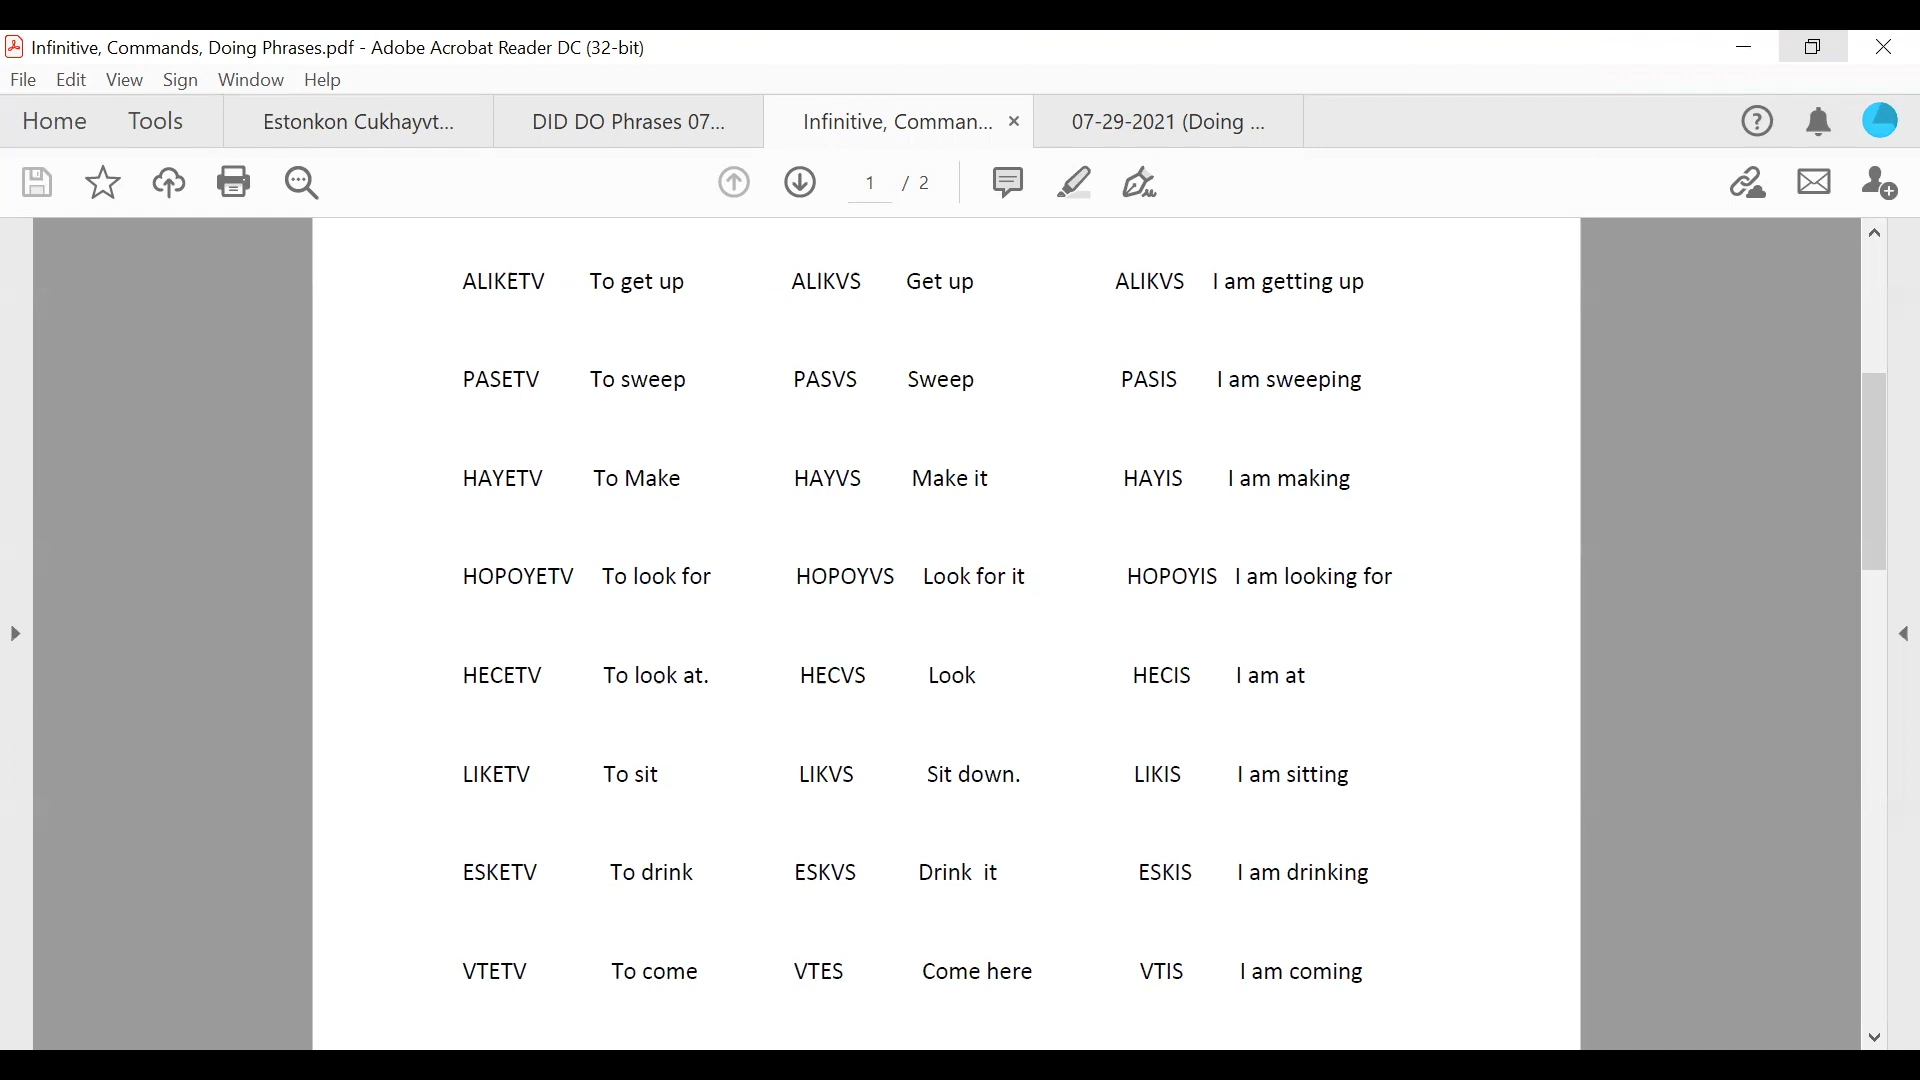 Infinitive, Commands, Doing Phrases.pdf - Adobe Acrobat Reader DC (32-bit)
File Edit View Sign Window Help
Home Tools Estonkon Cukhayvt... DID DO Phrases 07... Infinitive, Comman... × 07-29-2021 (Doing ...
1 / 2
ALIKETV To get up ALIKVS Get up ALIKVS I am getting up
PASETV To sweep PASVS Sweep PASIS I am sweeping
HAYETV To Make HAYVS Make it HAYIS I am making
HOPOYETV To look for HOPOYVS Look for it HOPOYIS I am looking for
HECETV To look at. HECVS Look HECIS I am at
LIKETV To sit LIKVS Sit down. LIKIS I am sitting
ESKETV To drink ESKVS Drink it ESKIS I am drinking
VTETV To come VTES Come here VTIS I am coming